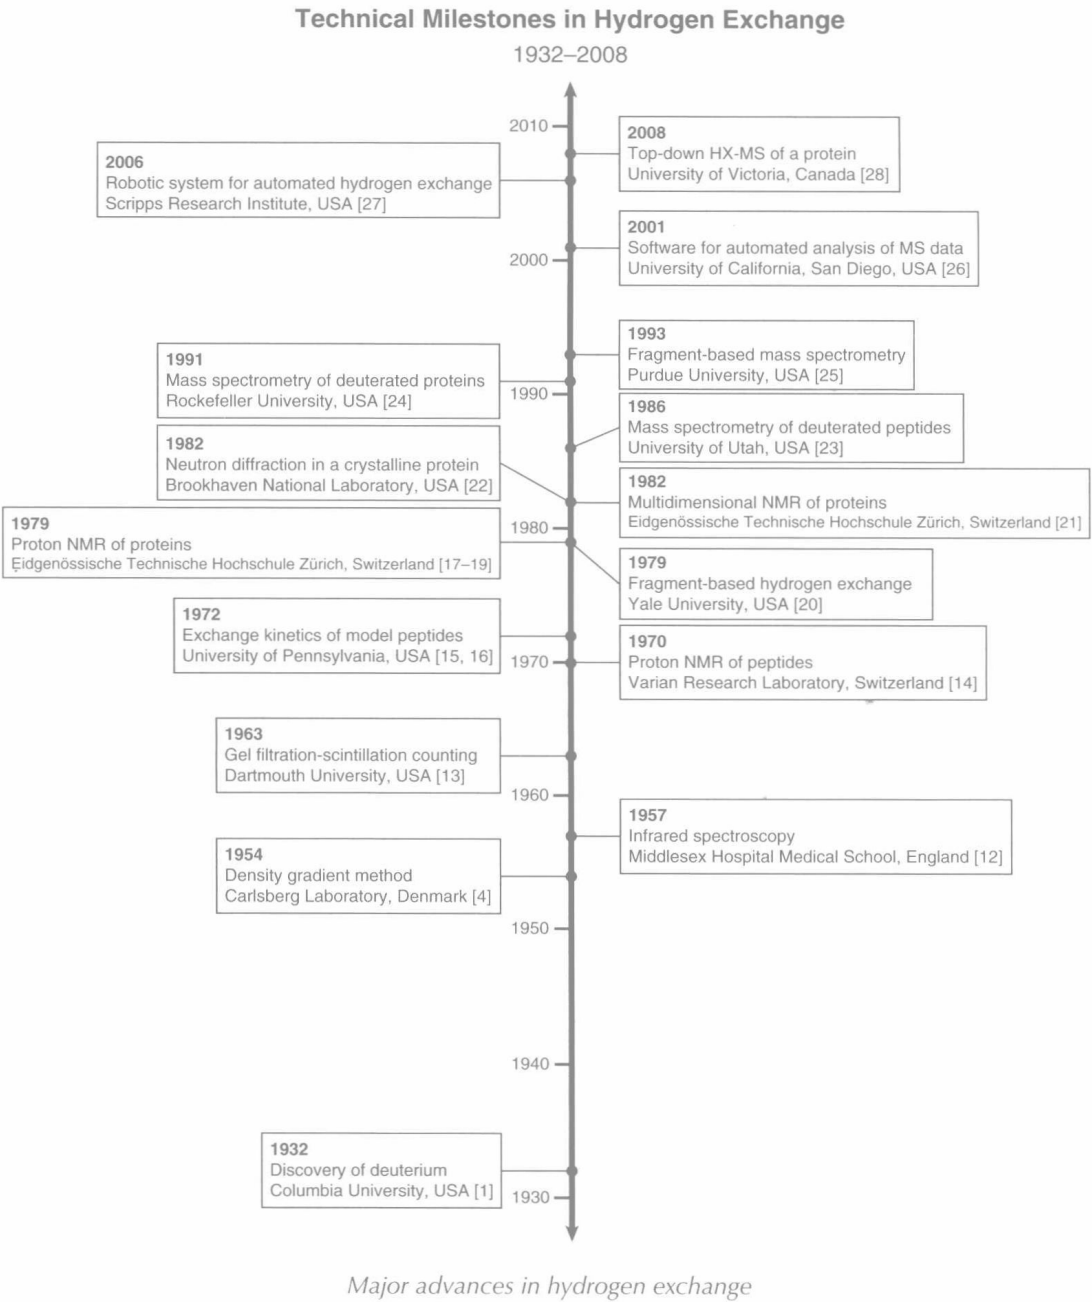 Technical Milestones in Hydrogen Exchange
1932–2008
2010
2008
Top-down HX-MS of a protein
University of Victoria, Canada [28]
2006
Robotic system for automated hydrogen exchange
Scripps Research Institute, USA [27]
2001
Software for automated analysis of MS data
University of California, San Diego, USA [26]
2000
1993
Fragment-based mass spectrometry
Purdue University, USA [25]
1991
Mass spectrometry of deuterated proteins
Rockefeller University, USA [24]
1990
1986
Mass spectrometry of deuterated peptides
University of Utah, USA [23]
1982
Neutron diffraction in a crystalline protein
Brookhaven National Laboratory, USA [22]
1982
Multidimensional NMR of proteins
Eidgenössische Technische Hochschule Zürich, Switzerland [21]
1980
1979
Proton NMR of proteins
Eidgenössische Technische Hochschule Zürich, Switzerland [17–19]
1979
Fragment-based hydrogen exchange
Yale University, USA [20]
1972
Exchange kinetics of model peptides
University of Pennsylvania, USA [15, 16]
1970
1970
Proton NMR of peptides
Varian Research Laboratory, Switzerland [14]
1963
Gel filtration-scintillation counting
Dartmouth University, USA [13]
1960
1957
Infrared spectroscopy
Middlesex Hospital Medical School, England [12]
1954
Density gradient method
Carlsberg Laboratory, Denmark [4]
1950
1940
1932
Discovery of deuterium
Columbia University, USA [1]
1930
Major advances in hydrogen exchange